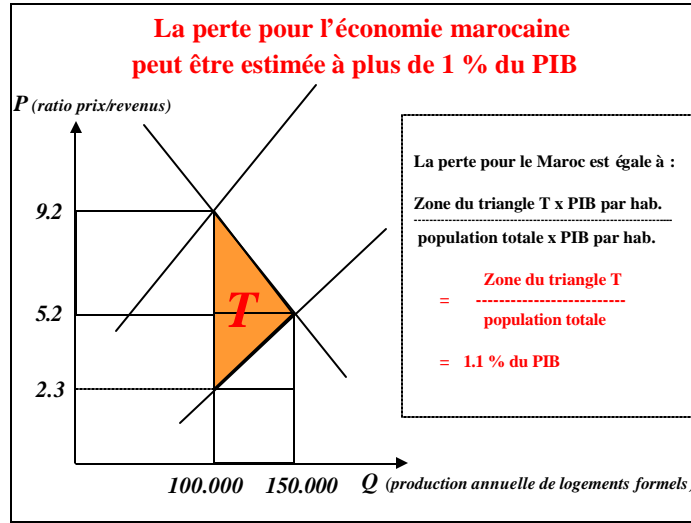 La perte pour l'économie marocaine
peut être estimée à plus de 1 % du PIB
P (ratio prix/revenus)
9.2
5.2
2.3
T
100.000 150.000 Q (production annuelle de logements formels)
La perte pour le Maroc est égale à :
Zone du triangle T x PIB par hab.
population totale x PIB par hab.
Zone du triangle T
= --------------------------
population totale
= 1.1 % du PIB